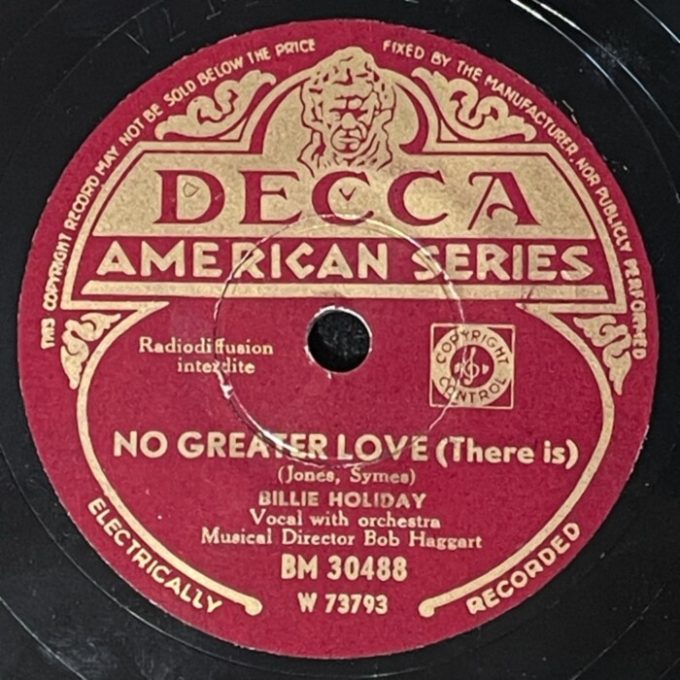 THIS COPYRIGHT RECORD MAY NOT BE SOLD BELOW THE PRICE FIXED BY THE MANUFACTURER, NOR PUBLICLY PERFORMED
DECCA
AMERICAN SERIES
Radiodiffusion
interdite
COPYRIGHT
CONTROL
NO GREATER LOVE (There is)
(Jones, Symes)
BILLIE HOLIDAY
Vocal with orchestra
Musical Director Bob Haggart
BM 30488
W 73793
ELECTRICALLY RECORDED